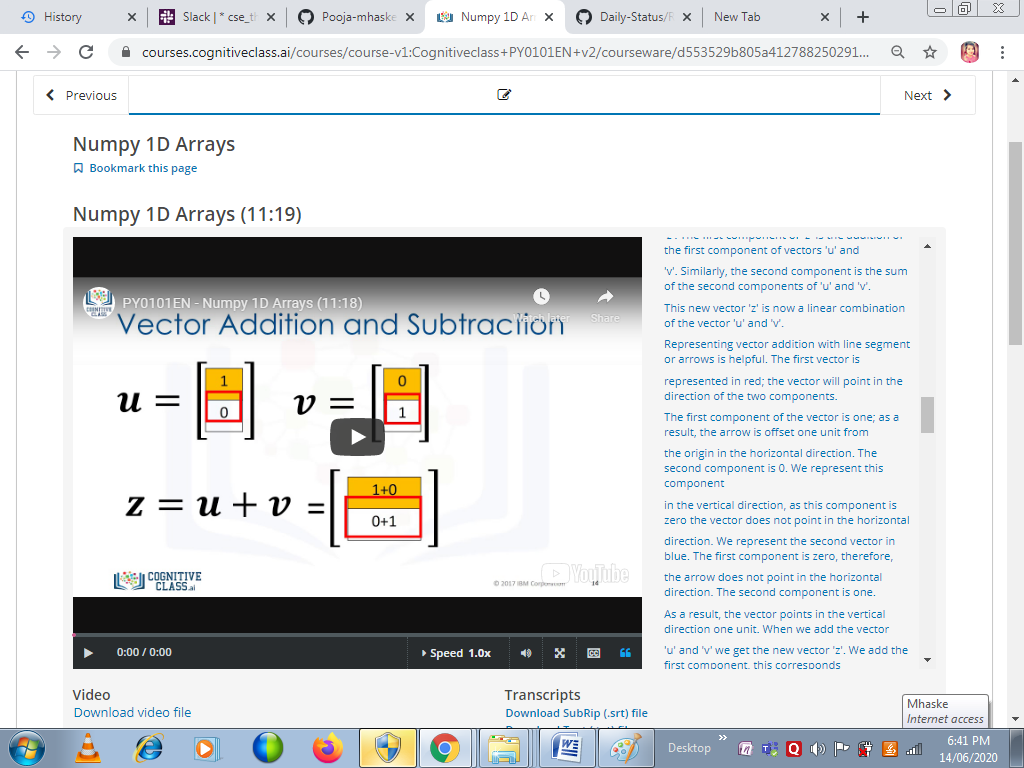 History
Slack | * cse_th
Pooja-mhaske
Numpy 1D Ar
Daily-Status/R
New Tab
courses.cognitiveclass.ai/courses/course-v1:Cognitiveclass+PY0101EN+v2/courseware/d553529b805a412788250291...
Previous
Next
Numpy 1D Arrays
Bookmark this page
Numpy 1D Arrays (11:19)
PY0101EN - Numpy 1D Arrays (11:18)
Watch later
Share
COGNITIVE
CLASS
Vector Addition and Subtraction
u = [1 0]
v = [0 1]
z = u + v = [1+0 0+1]
COGNITIVE
CLASS.ai
© 2017 IBM Corporation
14
YouTube
0:00 / 0:00
Speed 1.0x
'z'. The first component of 'z' is the addition of
the first component of vectors 'u' and
'v'. Similarly, the second component is the sum
of the second components of 'u' and 'v'.
This new vector 'z' is now a linear combination
of the vector 'u' and 'v'.
Representing vector addition with line segment
or arrows is helpful. The first vector is
represented in red; the vector will point in the
direction of the two components.
The first component of the vector is one; as a
result, the arrow is offset one unit from
the origin in the horizontal direction. The
second component is 0. We represent this
component
in the vertical direction, as this component is
zero the vector does not point in the horizontal
direction. We represent the second vector in
blue. The first component is zero, therefore,
the arrow does not point in the horizontal
direction. The second component is one.
As a result, the vector points in the vertical
direction one unit. When we add the vector
'u' and 'v' we get the new vector 'z'. We add the
first component, this corresponds
Video
Download video file
Transcripts
Download SubRip (.srt) file
Mhaske
Internet access
Desktop
6:41 PM
14/06/2020